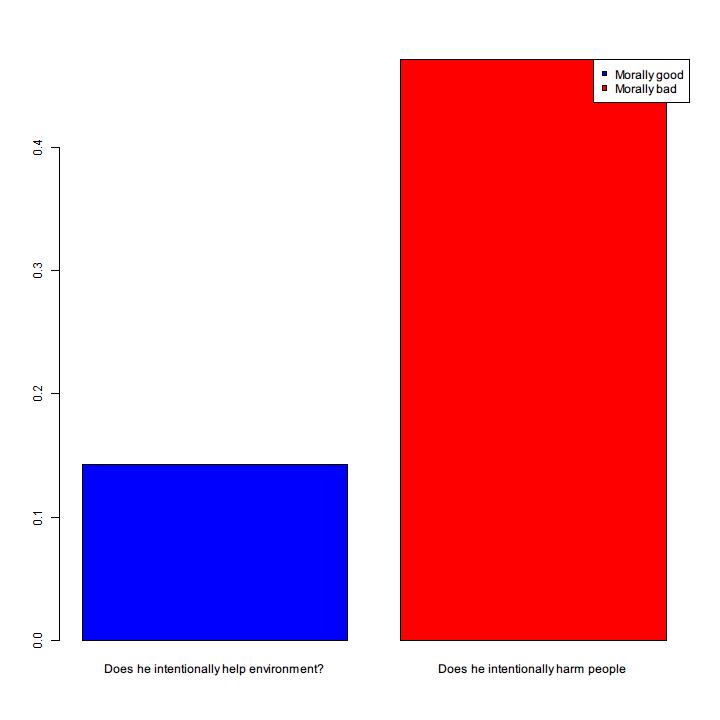 Morally good
Morally bad
0.4
0.3
0.2
0.1
0.0
Does he intentionally help environment?
Does he intentionally harm people